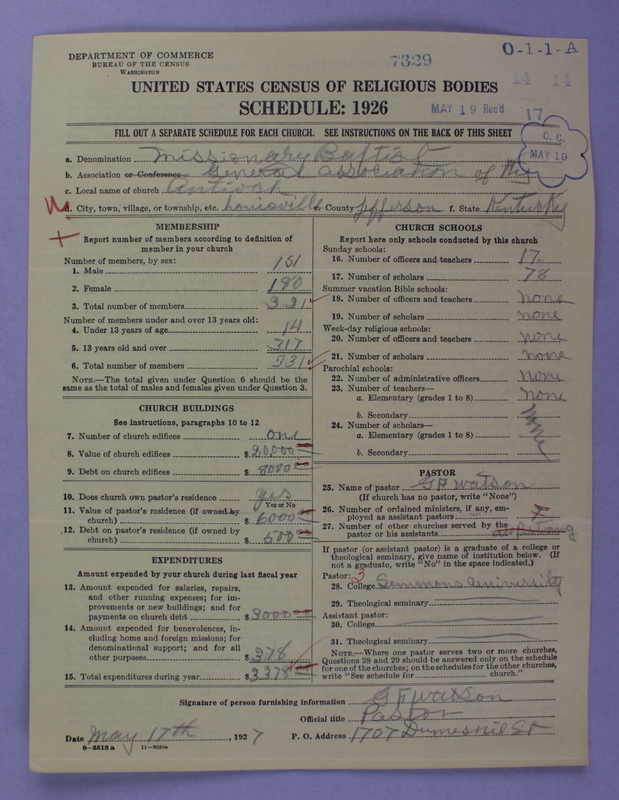 DEPARTMENT OF COMMERCE
BUREAU OF THE CENSUS
WASHINGTON
7329
O-1-1-A
14 14
UNITED STATES CENSUS OF RELIGIOUS BODIES
SCHEDULE: 1926
MAY 19 Rec'd
17
FILL OUT A SEPARATE SCHEDULE FOR EACH CHURCH. SEE INSTRUCTIONS ON THE BACK OF THIS SHEET
C. C.
MAY 19
a. Denomination Missionary Baptist
b. Association or Conference General Association of Ky
c. Local name of church Antioch
d. City, town, village, or township, etc. Louisville e. County Jefferson f. State Kentucky
MEMBERSHIP
Report number of members according to definition of
member in your church
Number of members, by sex:
1. Male 151
2. Female 180
3. Total number of members 331
Number of members under and over 13 years old:
4. Under 13 years of age 14
5. 13 years old and over 317
6. Total number of members 331
NOTE.—The total given under Question 6 should be the
same as the total of males and females given under Question 3.
CHURCH BUILDINGS
See instructions, paragraphs 10 to 12
7. Number of church edifices one
8. Value of church edifices $20,000
9. Debt on church edifices $8000
10. Does church own pastor's residence yes
Yes or No
11. Value of pastor's residence (if owned by
church) $6000
12. Debt on pastor's residence (if owned by
church) $500
EXPENDITURES
Amount expended by your church during last fiscal year
13. Amount expended for salaries, repairs,
and other running expenses; for im-
provements or new buildings; and for
payments on church debt $3000
14. Amount expended for benevolences, in-
cluding home and foreign missions; for
denominational support; and for all
other purposes $378
15. Total expenditures during year $3378
CHURCH SCHOOLS
Report here only schools conducted by this church
Sunday schools:
16. Number of officers and teachers 17
17. Number of scholars 78
Summer vacation Bible schools:
18. Number of officers and teachers none
19. Number of scholars none
Week-day religious schools:
20. Number of officers and teachers none
21. Number of scholars none
Parochial schools:
22. Number of administrative officers none
23. Number of teachers—
a. Elementary (grades 1 to 8) none
b. Secondary none
24. Number of scholars—
a. Elementary (grades 1 to 8) none
b. Secondary
PASTOR
25. Name of pastor G F Watson
(If church has no pastor, write "None")
26. Number of ordained ministers, if any, em-
ployed as assistant pastors
27. Number of other churches served by the
pastor or his assistants
If pastor (or assistant pastor) is a graduate of a college or
theological seminary, give name of institution below. (If
not a graduate, write "No" in the space indicated.)
Pastor: 3
28. College Simmons University
29. Theological seminary
Assistant pastor:
30. College
31. Theological seminary
NOTE.—Where one pastor serves two or more churches,
Questions 28 and 29 should be answered only on the schedule
for one of the churches; on the schedules for the other churches,
write "See schedule for church."
Signature of person furnishing information G F Watson
Official title Pastor
Date May 17th, 1927 P. O. Address 1707 Dumesnil St
8—5518 a 11—9024a